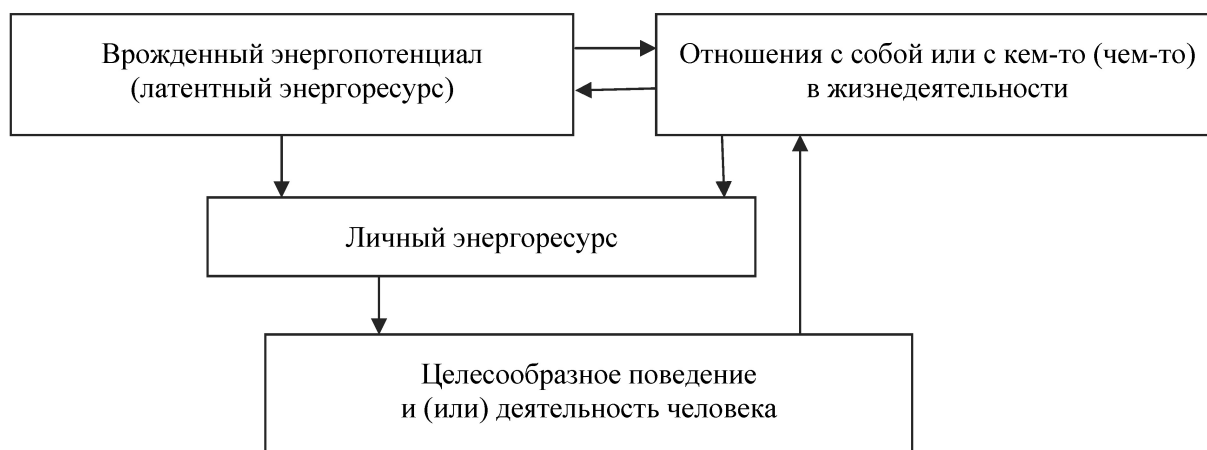 Врожденный энергопотенциал
(латентный энергоресурс)
Отношения с собой или с кем-то (чем-то)
в жизнедеятельности
Личный энергоресурс
Целесообразное поведение
и (или) деятельность человека